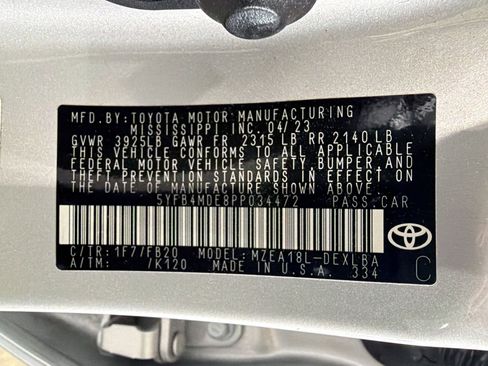 MFD.BY:TOYOTA MOTOR MANUFACTURING
MISSISSIPPI INC 04/23
GVWR 3925LB GAWR FR 2315 LB RR 2140 LB
THIS VEHICLE CONFORMS TO ALL APPLICABLE
FEDERAL MOTOR VEHICLE SAFETY, BUMPER,AND
THEFT PREVENTION STANDARDS IN EFFECT ON
THE DATE OF MANUFACTURE SHOWN ABOVE.
5YFB4MDE8PP034472 PASS.CAR
C/TR: 1F7/FB20 MODEL: MZEA18L-DEXLBA
A/TM: /K120 MADE IN U.S.A. 334
TOYOTA
C